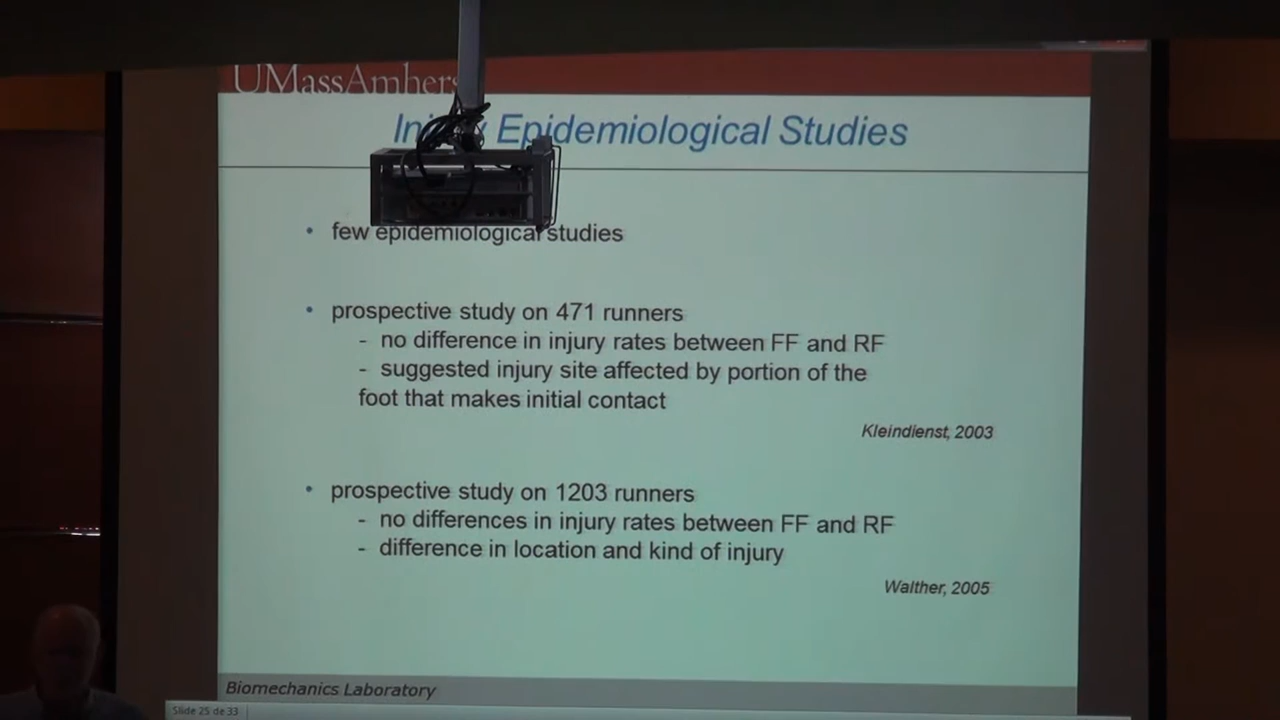 UMassAmhers
Epidemiological Studies
• few epidemiological studies
• prospective study on 471 runners
- no difference in injury rates between FF and RF
- suggested injury site affected by portion of the
foot that makes initial contact
Kleindienst, 2003
• prospective study on 1203 runners
- no differences in injury rates between FF and RF
- difference in location and kind of injury
Walther, 2005
Biomechanics Laboratory
Slide 25 de 33